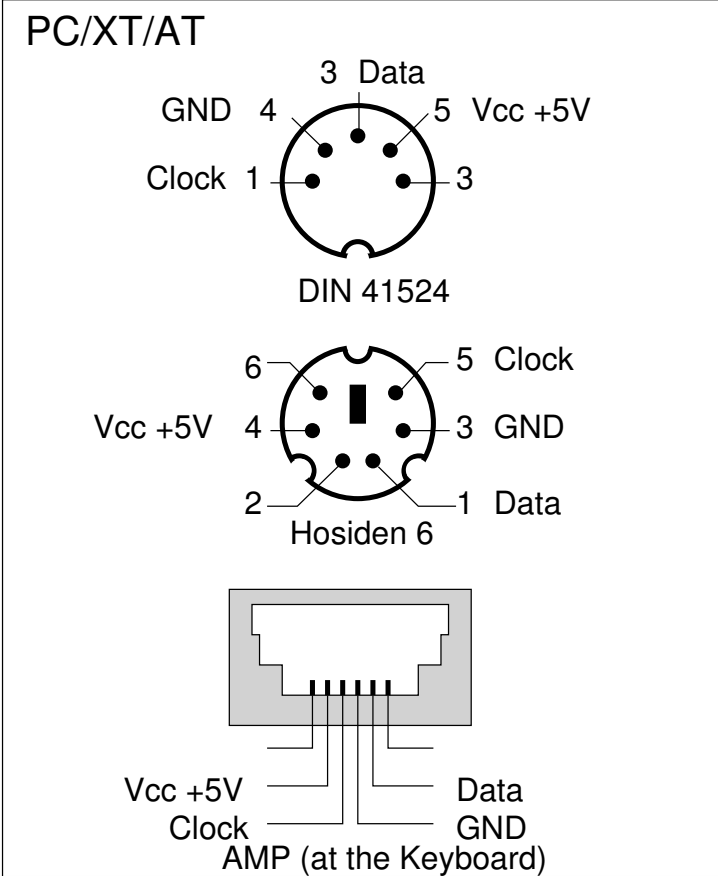 PC/XT/AT
3 Data
GND 4
5 Vcc +5V
Clock 1
3
DIN 41524
6
5 Clock
Vcc +5V 4
3 GND
2
1 Data
Hosiden 6
Vcc +5V
Data
Clock
GND
AMP (at the Keyboard)